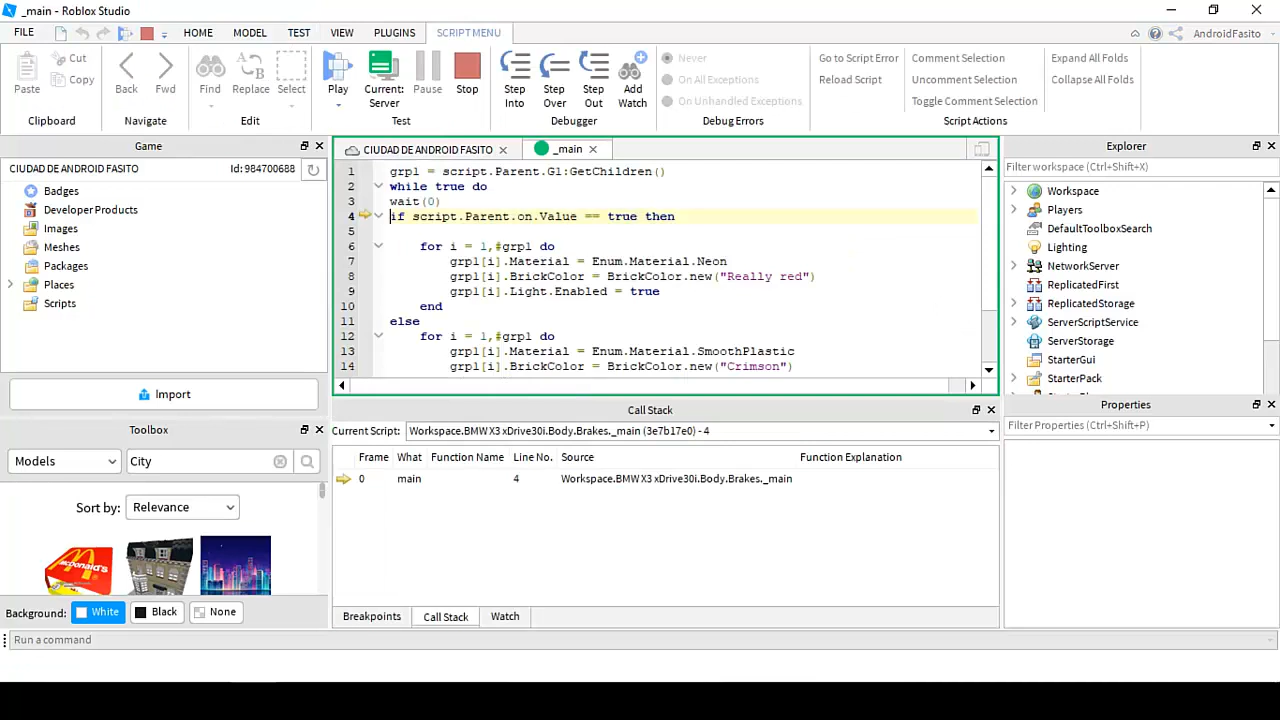 _main - Roblox Studio
FILE HOME MODEL TEST VIEW PLUGINS SCRIPT MENU AndroidFasito
Paste Cut Copy
Clipboard
Back Fwd
Navigate
Find Replace Select
Edit
Play Current: Server Pause Stop
Test
Step Into Step Over Step Out Add Watch
Debugger
Never
On All Exceptions
On Unhandled Exceptions
Debug Errors
Go to Script Error
Reload Script
Comment Selection
Uncomment Selection
Toggle Comment Selection
Expand All Folds
Collapse All Folds
Script Actions
Game
CIUDAD DE ANDROID FASITO Id: 984700688
Badges
Developer Products
Images
Meshes
Packages
Places
Scripts
Import
Toolbox
Models City
Sort by: Relevance
McDonald's
Background: White Black None
CIUDAD DE ANDROID FASITO _main
1 grp1 = script.Parent.G1:GetChildren()
2 while true do
3 wait(0)
4 if script.Parent.on.Value == true then
5
6 for i = 1,#grp1 do
7 grp1[i].Material = Enum.Material.Neon
8 grp1[i].BrickColor = BrickColor.new("Really red")
9 grp1[i].Light.Enabled = true
10 end
11 else
12 for i = 1,#grp1 do
13 grp1[i].Material = Enum.Material.SmoothPlastic
14 grp1[i].BrickColor = BrickColor.new("Crimson")
Call Stack
Current Script: Workspace.BMW X3 xDrive30i.Body.Brakes._main (3e7b17e0) - 4
Frame What Function Name Line No. Source Function Explanation
0 main 4 Workspace.BMW X3 xDrive30i.Body.Brakes._main
Breakpoints Call Stack Watch
Explorer
Filter workspace (Ctrl+Shift+X)
Workspace
Players
DefaultToolboxSearch
Lighting
NetworkServer
ReplicatedFirst
ReplicatedStorage
ServerScriptService
ServerStorage
StarterGui
StarterPack
Properties
Filter Properties (Ctrl+Shift+P)
Run a command